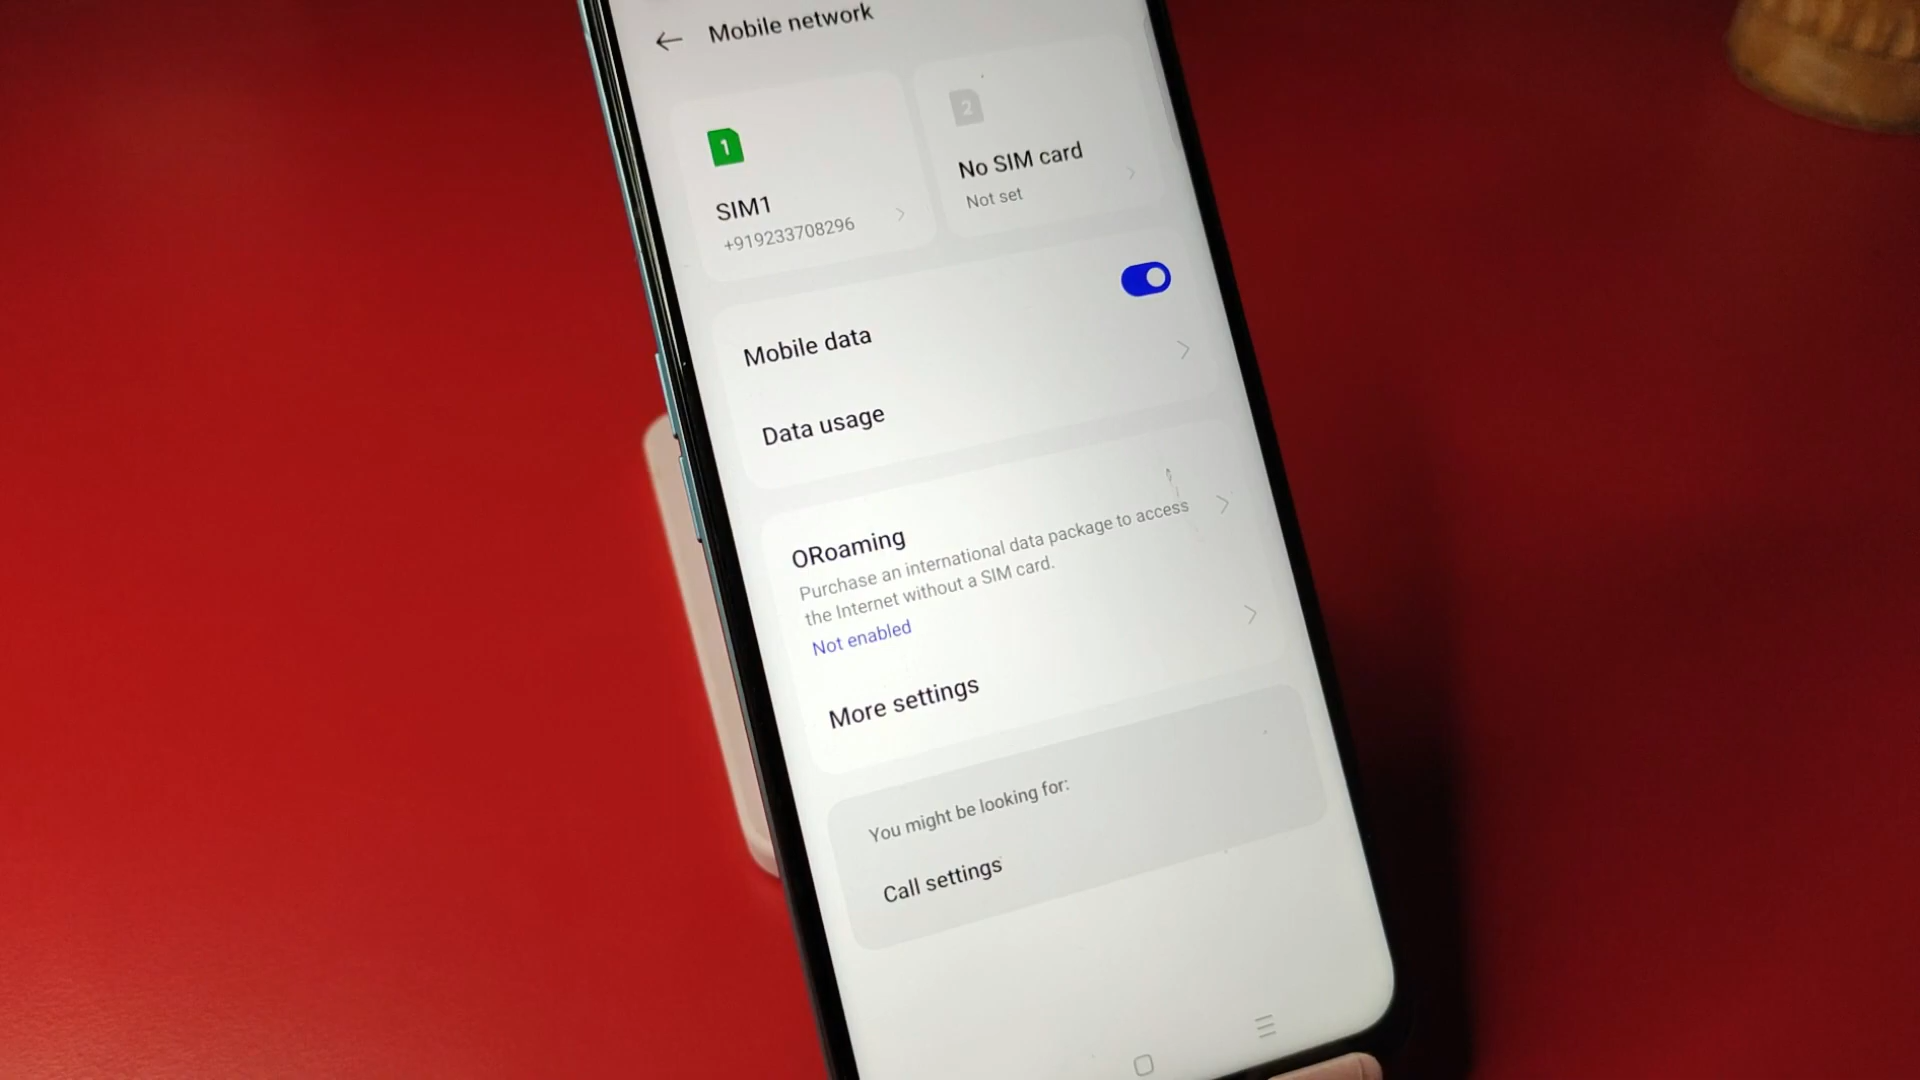 Mobile network
1
SIM1
+919233708296
2
No SIM card
Not set
Mobile data
Data usage
ORoaming
Purchase an international data package to access
the Internet without a SIM card.
Not enabled
More settings
You might be looking for:
Call settings